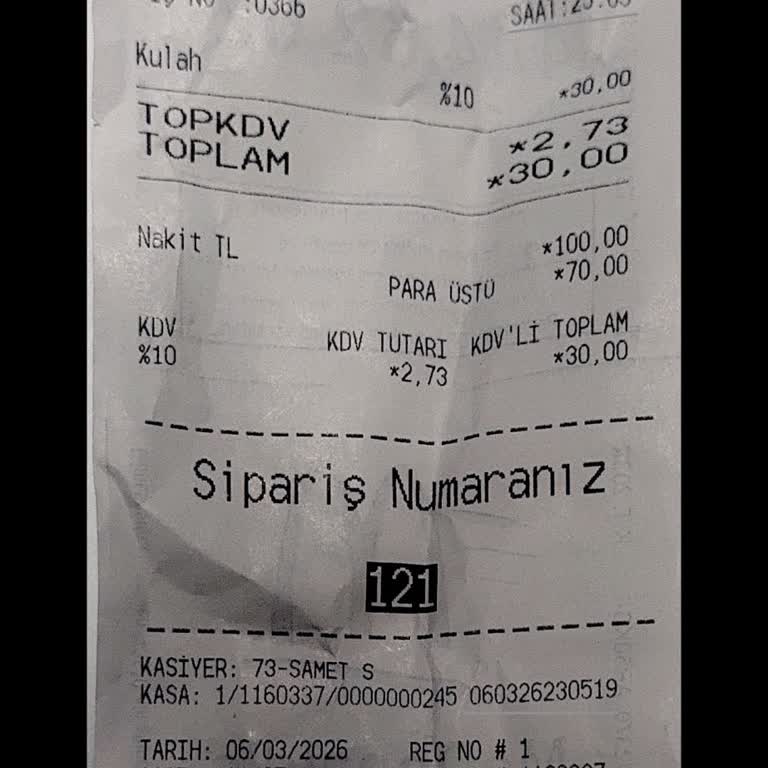 :0366
Kulah
%10 *30,00
TOPKDV *2,73
TOPLAM *30,00
Nakit TL *100,00
PARA ÜSTÜ *70,00
KDV KDV TUTARI KDV'Lİ TOPLAM
%10 *2,73 *30,00
Sipariş Numaranız
121
KASİYER: 73-SAMET S
KASA: 1/1160337/0000000245 060326230519
TARIH: 06/03/2026 REG NO # 1